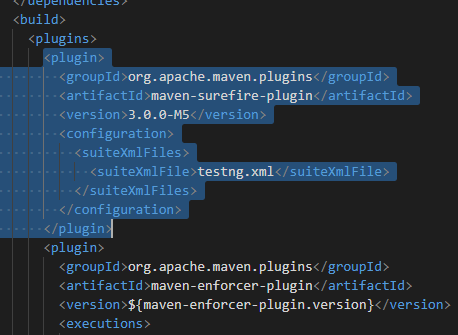 </dependencies>
<build>
<plugins>
<plugin>
<groupId>org.apache.maven.plugins</groupId>
<artifactId>maven-surefire-plugin</artifactId>
<version>3.0.0-M5</version>
<configuration>
<suiteXmlFiles>
<suiteXmlFile>testng.xml</suiteXmlFile>
</suiteXmlFiles>
</configuration>
</plugin>
<plugin>
<groupId>org.apache.maven.plugins</groupId>
<artifactId>maven-enforcer-plugin</artifactId>
<version>${maven-enforcer-plugin.version}</version>
<executions>